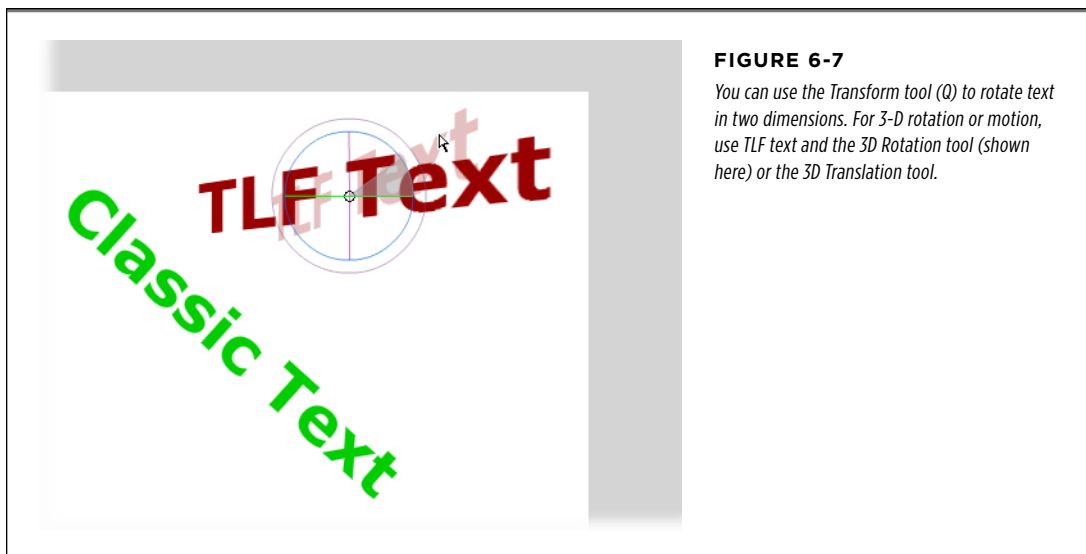 FIGURE 6-7
You can use the Transform tool (Q) to rotate text
in two dimensions. For 3-D rotation or motion,
use TLF text and the 3D Rotation tool (shown
here) or the 3D Translation tool.
TLF Text
TLF Text
Classic Text